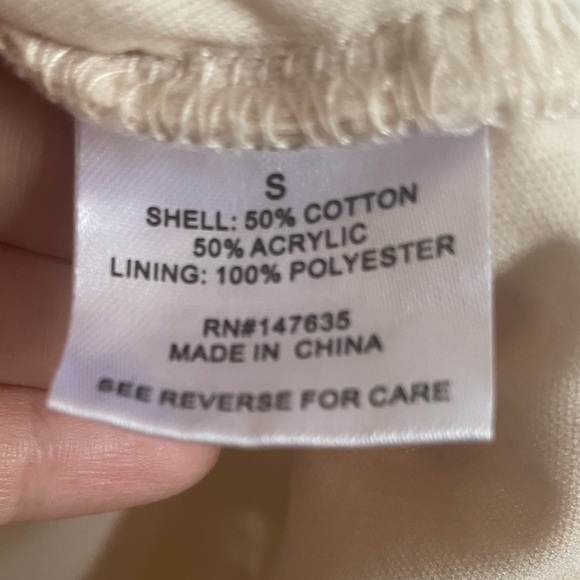 S
SHELL: 50% COTTON
50% ACRYLIC
LINING: 100% POLYESTER
RN#147635
MADE IN CHINA
SEE REVERSE FOR CARE